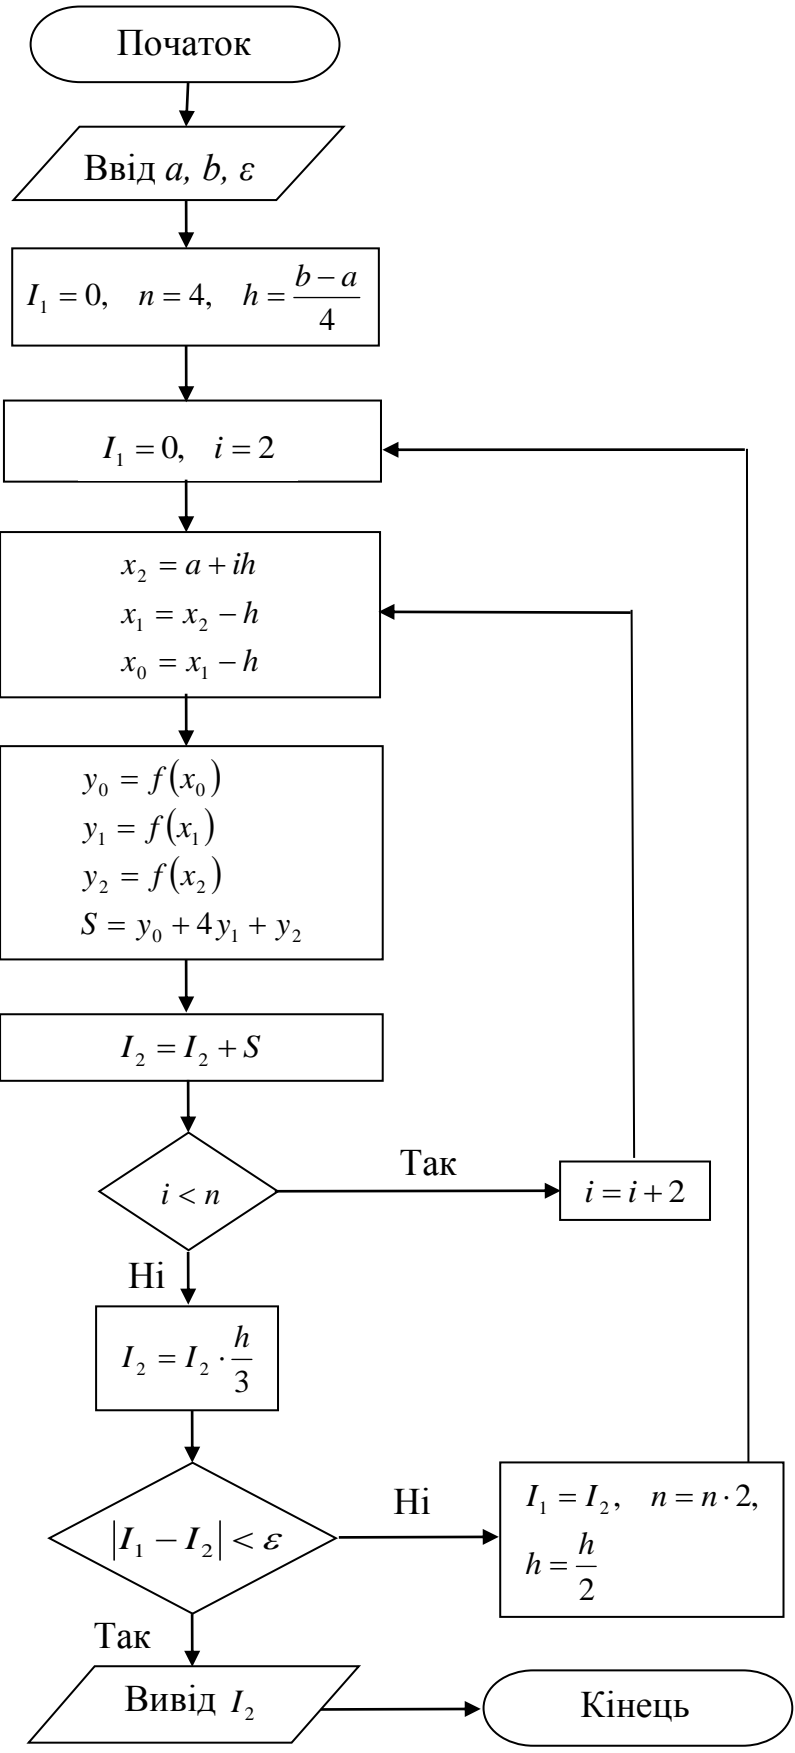 Початок
Ввід a, b, ε
I₁ = 0, n = 4, h = (b − a)/4
I₁ = 0, i = 2
x₂ = a + ih
x₁ = x₂ − h
x₀ = x₁ − h
y₀ = f(x₀)
y₁ = f(x₁)
y₂ = f(x₂)
S = y₀ + 4y₁ + y₂
I₂ = I₂ + S
i < n
Так
i = i + 2
Ні
I₂ = I₂ · h/3
|I₁ − I₂| < ε
Ні
I₁ = I₂, n = n · 2,
h = h/2
Так
Вивід I₂
Кінець